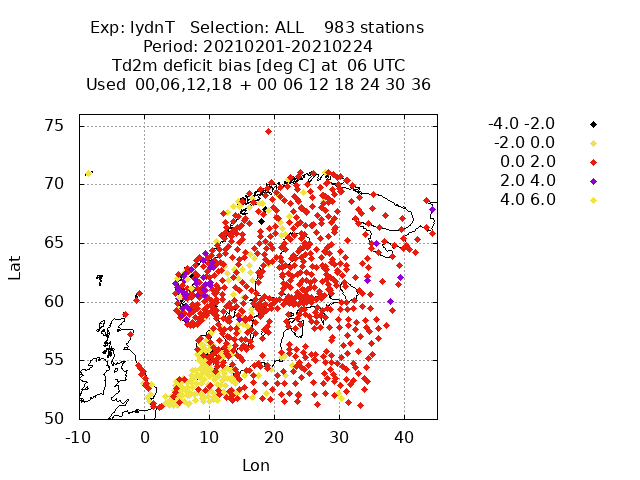 Exp: IydnT   Selection: ALL    983 stations
Period: 20210201-20210224
Td2m deficit bias [deg C] at  06 UTC
Used  00,06,12,18 + 00 06 12 18 24 30 36
-4.0 -2.0
-2.0 0.0
0.0 2.0
2.0 4.0
4.0 6.0
75
70
65
60
55
50
Lat
-10 0 10 20 30 40
Lon